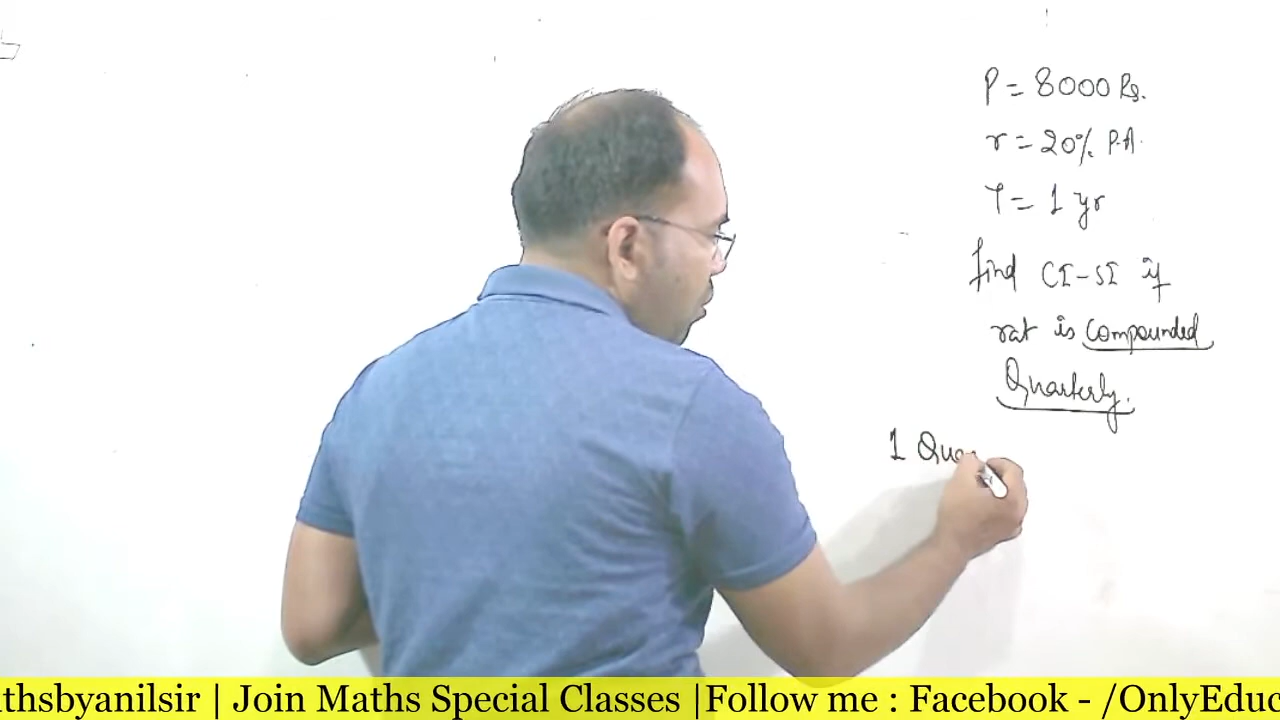 P = 8000 Rs.
r = 20% P.A.
T = 1 yr
find CI-SI if
rat is compounded
Quarterly.
1 Qua
thsbyanilsir | Join Maths Special Classes |Follow me : Facebook - /OnlyEduc